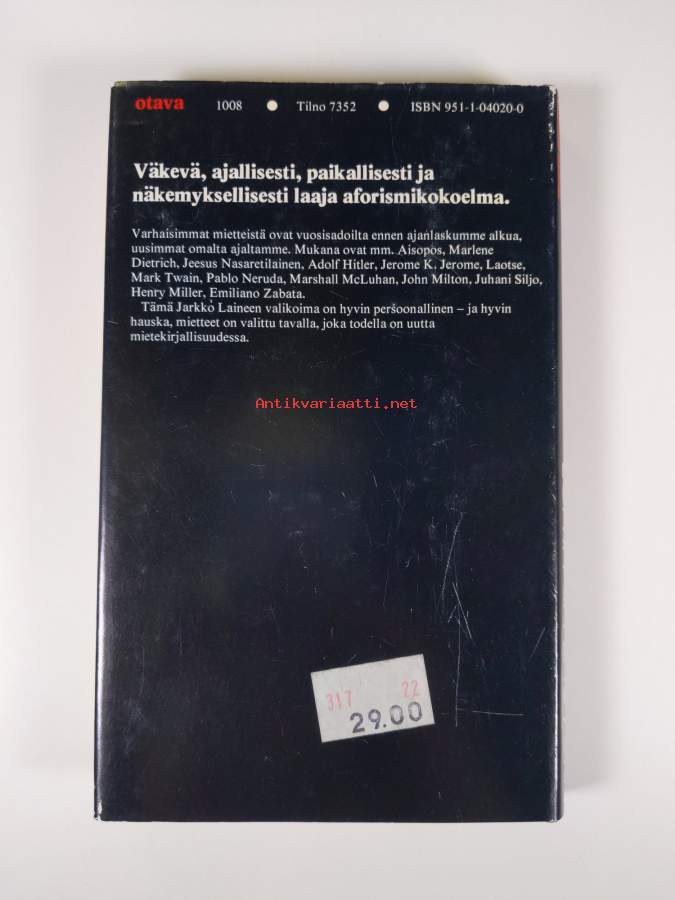 otava 1008 ● Tilno 7352 ● ISBN 951-1-04020-0
Väkevä, ajallisesti, paikallisesti ja
näkemyksellisesti laaja aforismikokoelma.
Varhaisimmat mietteistä ovat vuosisadoilta ennen ajanlaskumme alkua,
uusimmat omalta ajaltamme. Mukana ovat mm. Aisopos, Marlene
Dietrich, Jeesus Nasaretilainen, Adolf Hitler, Jerome K. Jerome, Laotse,
Mark Twain, Pablo Neruda, Marshall McLuhan, John Milton, Juhani Siljo,
Henry Miller, Emiliano Zabata.
Tämä Jarkko Laineen valikoima on hyvin persoonallinen – ja hyvin
hauska, mietteet on valittu tavalla, joka todella on uutta
mietekirjallisuudessa.
Antikvariaatti.net
317 22
29.00